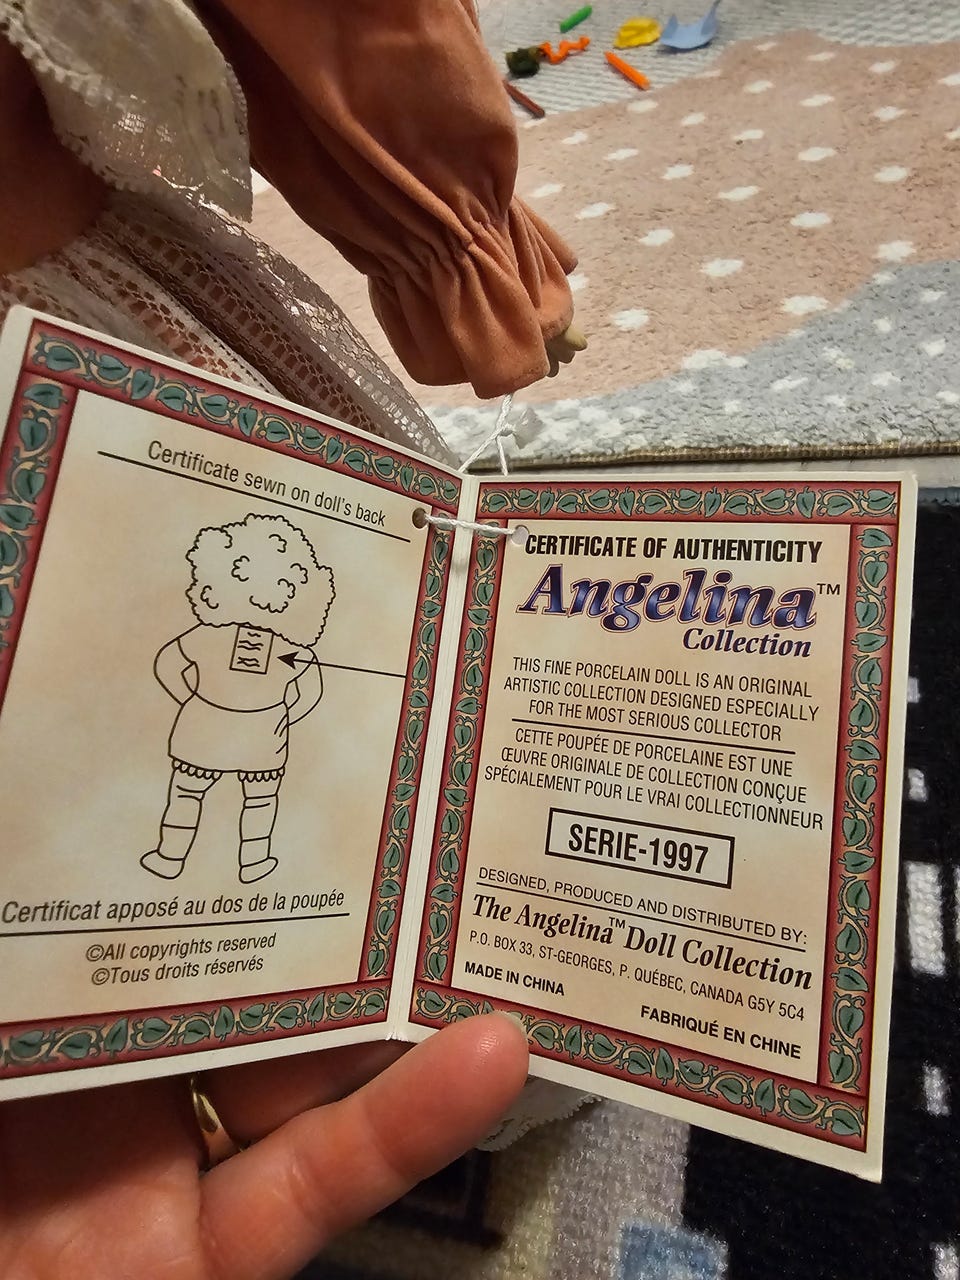 Certificate sewn on doll's back
Certificat apposé au dos de la poupée
©All copyrights reserved
©Tous droits réservés
CERTIFICATE OF AUTHENTICITY
Angelina™
Collection
THIS FINE PORCELAIN DOLL IS AN ORIGINAL
ARTISTIC COLLECTION DESIGNED ESPECIALLY
FOR THE MOST SERIOUS COLLECTOR
CETTE POUPÉE DE PORCELAINE EST UNE
ŒUVRE ORIGINALE DE COLLECTION CONÇUE
SPÉCIALEMENT POUR LE VRAI COLLECTIONNEUR
SERIE-1997
DESIGNED, PRODUCED AND DISTRIBUTED BY:
The Angelina™ Doll Collection
P.O. BOX 33, ST-GEORGES, P. QUÉBEC, CANADA G5Y 5C4
MADE IN CHINA
FABRIQUÉ EN CHINE